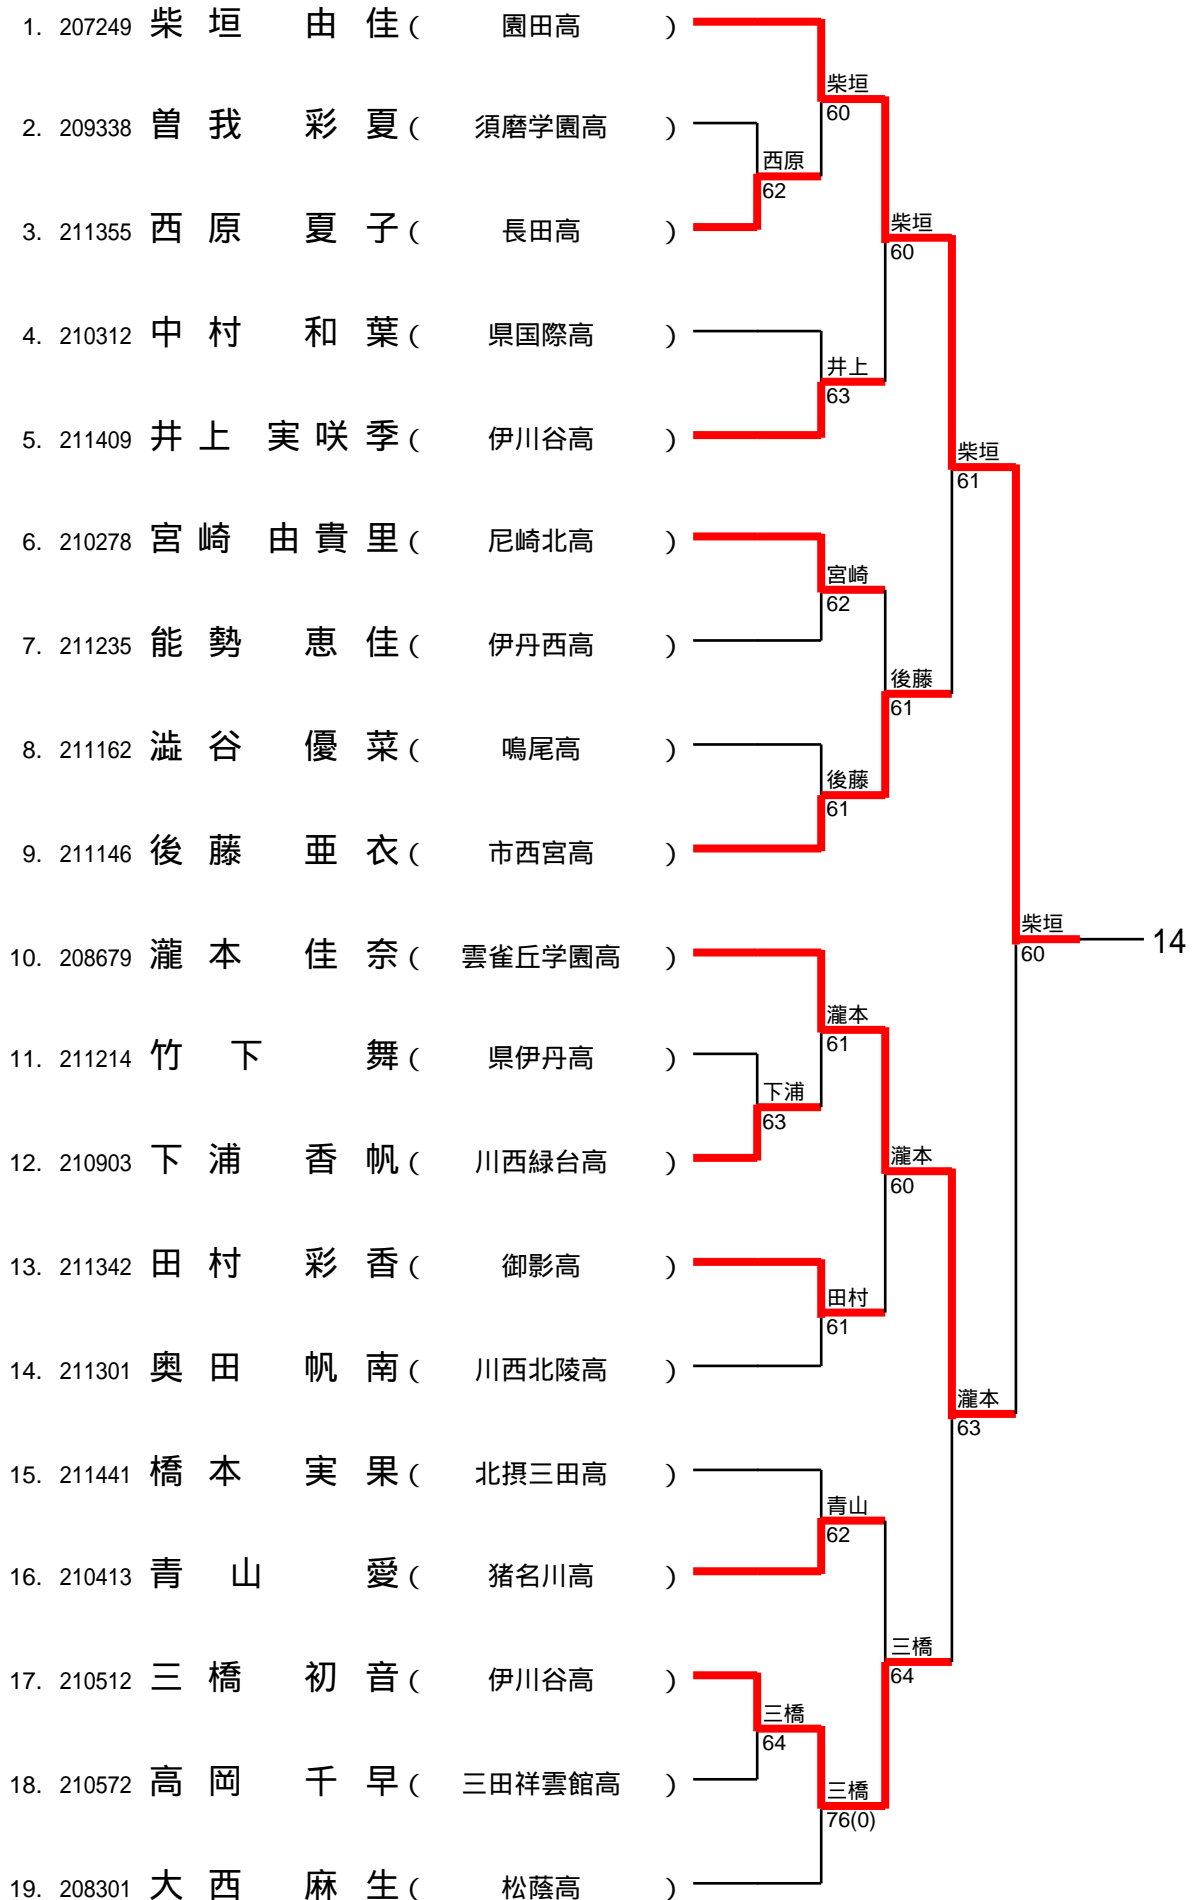 1. 207249 柴垣 由佳 ( 園田高 )
柴垣
60
2. 209338 曽我 彩夏 ( 須磨学園高 )
西原
62
3. 211355 西原 夏子 ( 長田高 )
柴垣
60
4. 210312 中村 和葉 ( 県国際高 )
井上
63
5. 211409 井上 実咲季 ( 伊川谷高 )
柴垣
61
6. 210278 宮崎 由貴里 ( 尼崎北高 )
宮崎
62
7. 211235 能勢 恵佳 ( 伊丹西高 )
後藤
61
8. 211162 澁谷 優菜 ( 鳴尾高 )
後藤
61
9. 211146 後藤 亜衣 ( 市西宮高 )
柴垣
60
14
10. 208679 瀧本 佳奈 ( 雲雀丘学園高 )
瀧本
61
11. 211214 竹下 舞 ( 県伊丹高 )
下浦
63
12. 210903 下浦 香帆 ( 川西緑台高 )
瀧本
60
13. 211342 田村 彩香 ( 御影高 )
田村
61
14. 211301 奥田 帆南 ( 川西北陵高 )
瀧本
63
15. 211441 橋本 実果 ( 北摂三田高 )
青山
62
16. 210413 青山 愛 ( 猪名川高 )
三橋
64
17. 210512 三橋 初音 ( 伊川谷高 )
三橋
64
18. 210572 高岡 千早 ( 三田祥雲館高 )
三橋
76(0)
19. 208301 大西 麻生 ( 松蔭高 )